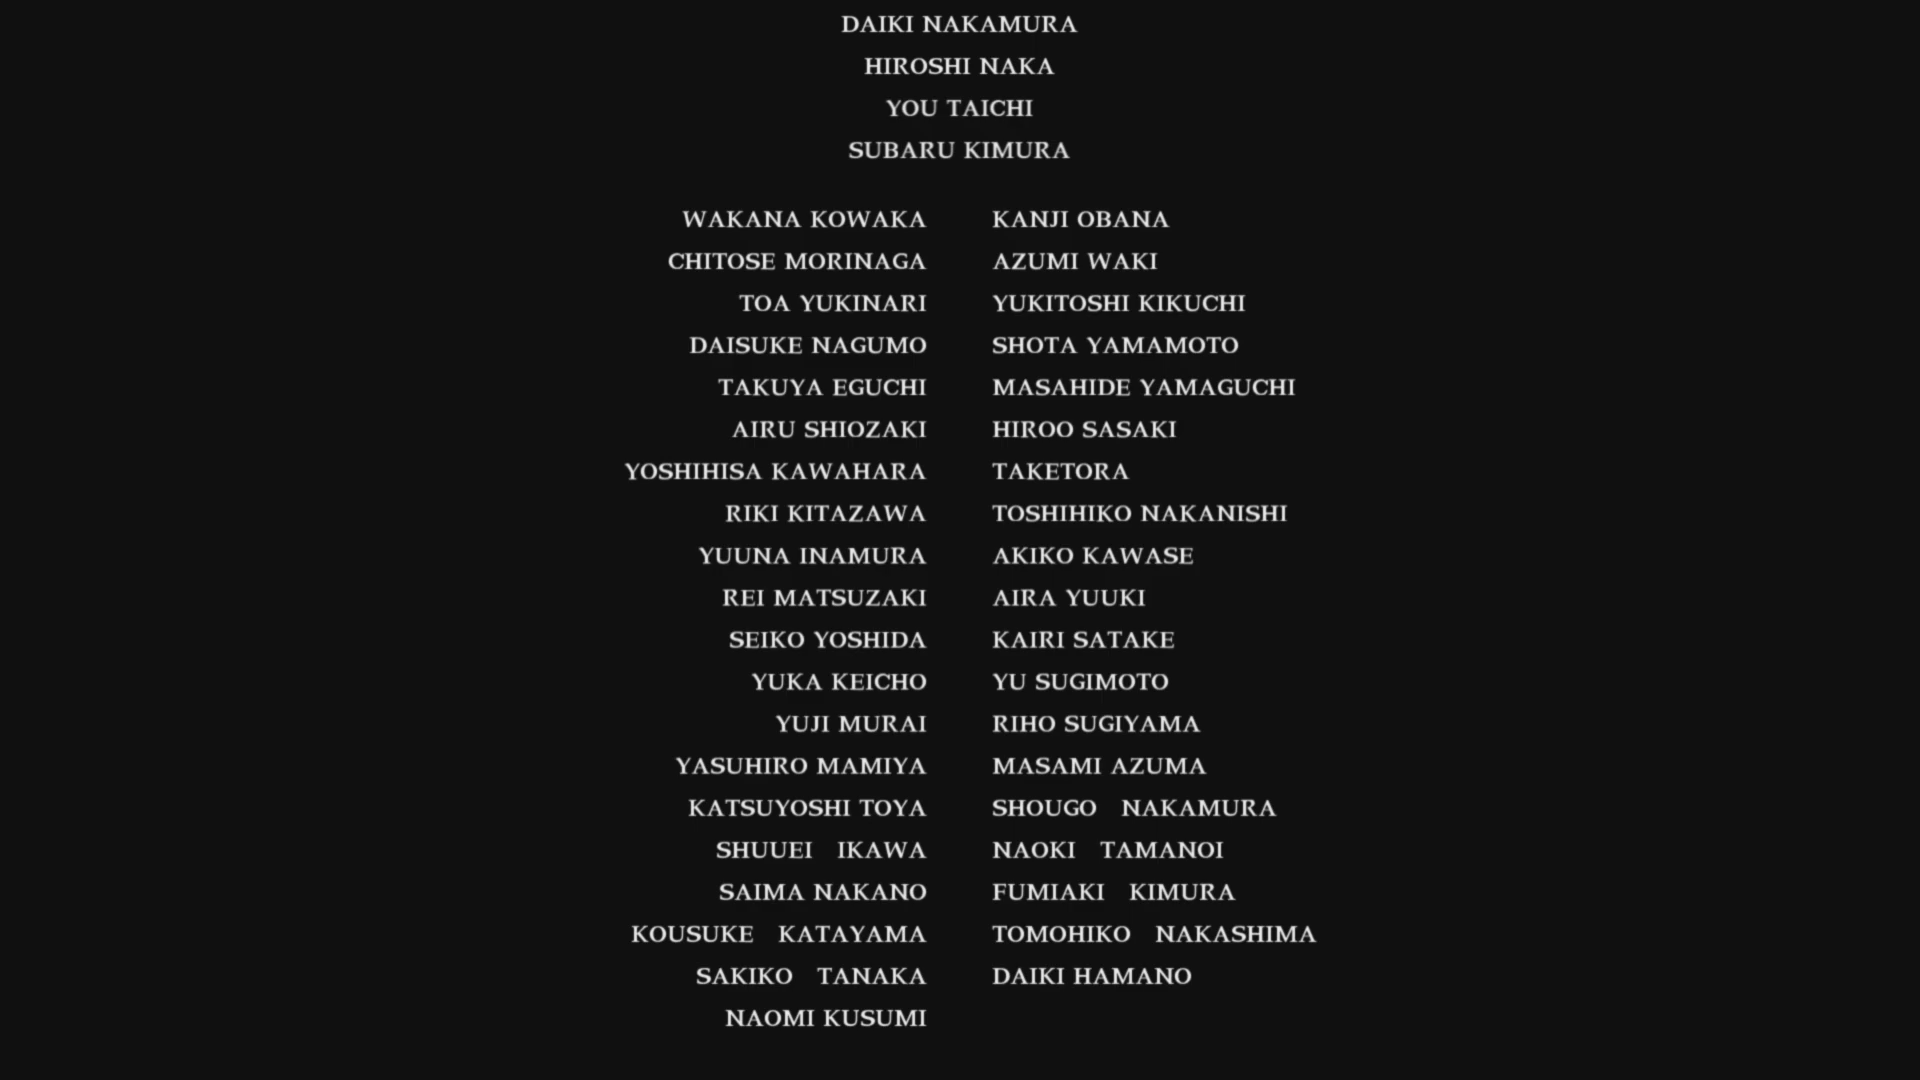 DAIKI NAKAMURA
HIROSHI NAKA
YOU TAICHI
SUBARU KIMURA
WAKANA KOWAKA KANJI OBANA
CHITOSE MORINAGA AZUMI WAKI
TOA YUKINARI YUKITOSHI KIKUCHI
DAISUKE NAGUMO SHOTA YAMAMOTO
TAKUYA EGUCHI MASAHIDE YAMAGUCHI
AIRU SHIOZAKI HIROO SASAKI
YOSHIHISA KAWAHARA TAKETORA
RIKI KITAZAWA TOSHIHIKO NAKANISHI
YUUNA INAMURA AKIKO KAWASE
REI MATSUZAKI AIRA YUUKI
SEIKO YOSHIDA KAIRI SATAKE
YUKA KEICHO YU SUGIMOTO
YUJI MURAI RIHO SUGIYAMA
YASUHIRO MAMIYA MASAMI AZUMA
KATSUYOSHI TOYA SHOUGO NAKAMURA
SHUUEI IKAWA NAOKI TAMANOI
SAIMA NAKANO FUMIAKI KIMURA
KOUSUKE KATAYAMA TOMOHIKO NAKASHIMA
SAKIKO TANAKA DAIKI HAMANO
NAOMI KUSUMI